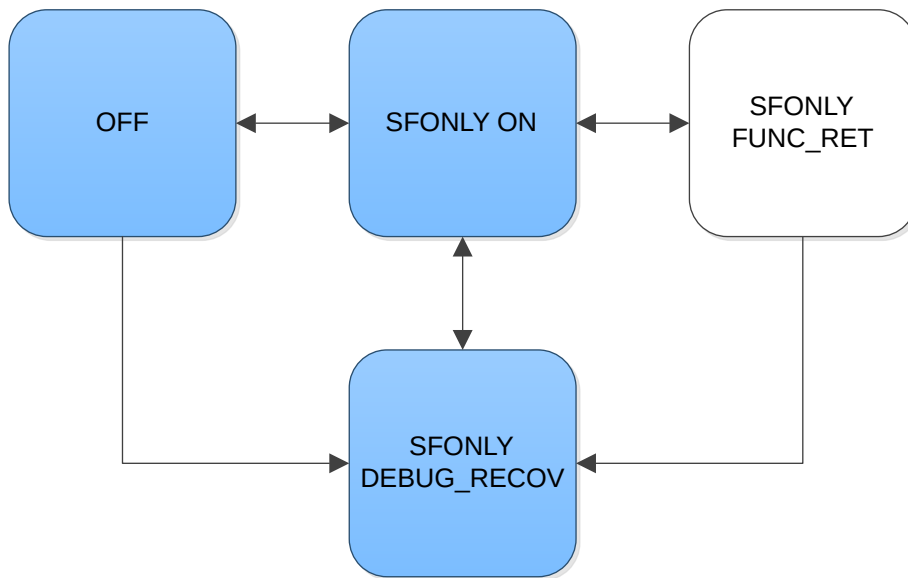 OFF
SFONLY ON
SFONLY
FUNC_RET
SFONLY
DEBUG_RECOV